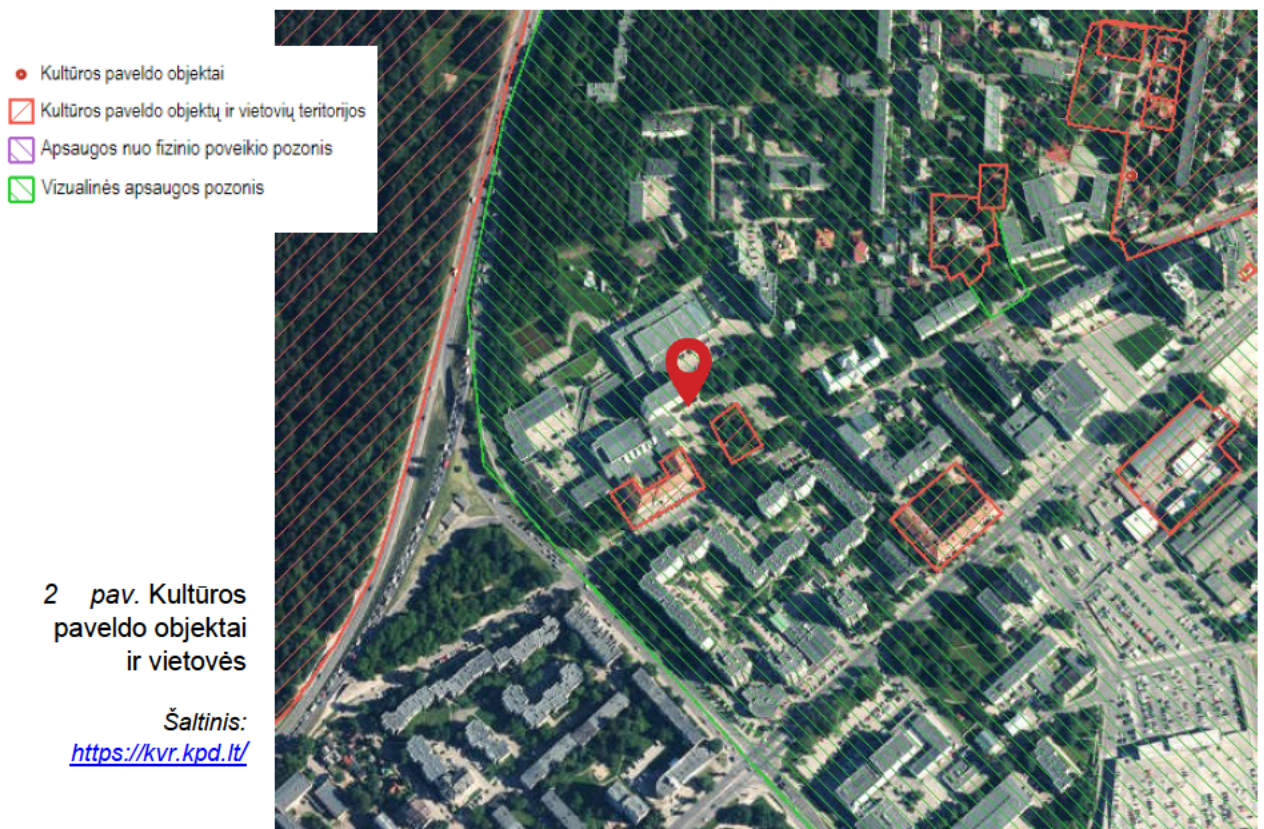 Kultūros paveldo objektai
Kultūros paveldo objektų ir vietovių teritorijos
Apsaugos nuo fizinio poveikio pozonis
Vizualinės apsaugos pozonis
2 pav. Kultūros
paveldo objektai
ir vietovės
Šaltinis:
https://kvr.kpd.lt/